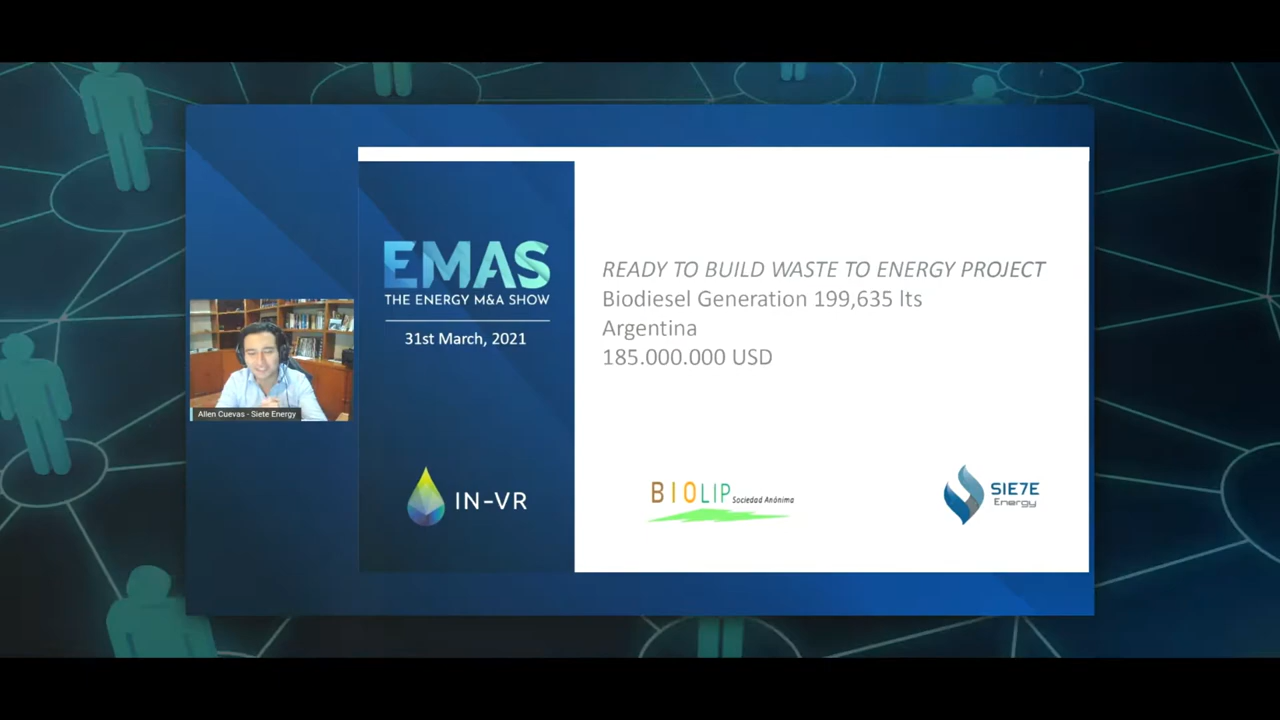 EMAS
THE ENERGY M&A SHOW
31st March, 2021
IN-VR
Allen Cuevas - Siete Energy
READY TO BUILD WASTE TO ENERGY PROJECT
Biodiesel Generation 199,635 lts
Argentina
185.000.000 USD
BIOLIP Sociedad Anónima
SIE7E
Energy